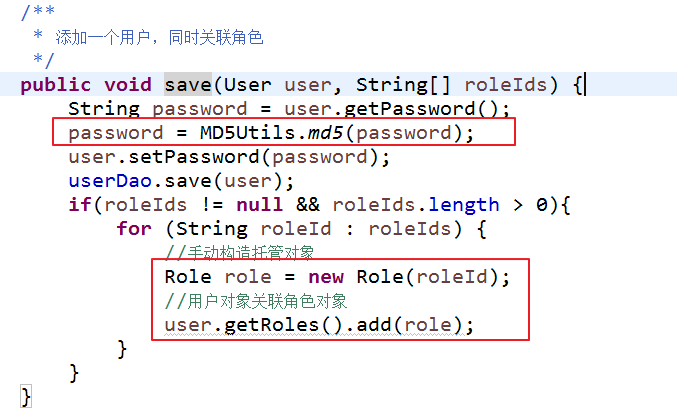 /**
 * 添加一个用户，同时关联角色
 */
public void save(User user, String[] roleIds) {
    String password = user.getPassword();
    password = MD5Utils.md5(password);
    user.setPassword(password);
    userDao.save(user);
    if(roleIds != null && roleIds.length > 0){
        for (String roleId : roleIds) {
            //手动构造托管对象
            Role role = new Role(roleId);
            //用户对象关联角色对象
            user.getRoles().add(role);
        }
    }
}